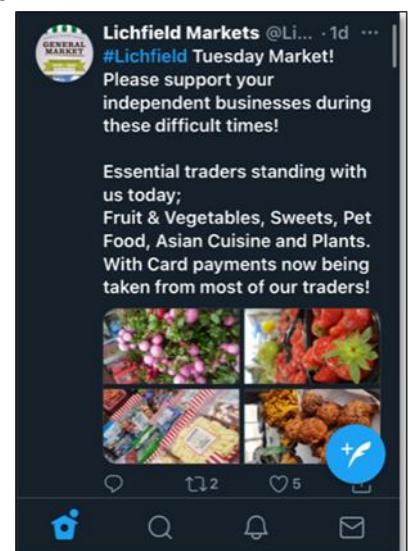 Lichfield Markets @Li... · 1d ···
#Lichfield Tuesday Market!
Please support your
independent businesses during
these difficult times!
Essential traders standing with
us today;
Fruit & Vegetables, Sweets, Pet
Food, Asian Cuisine and Plants.
With Card payments now being
taken from most of our traders!
GENERAL
MARKET
2
5